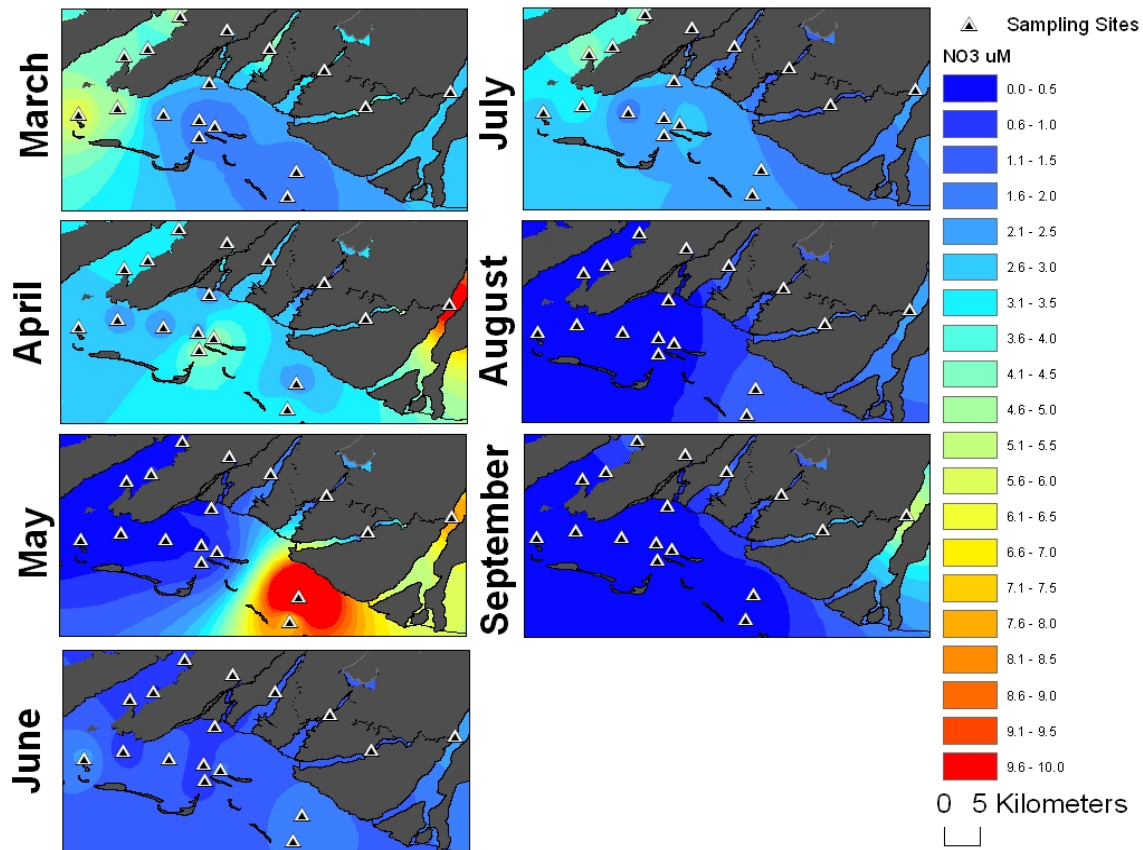 March
July
April
August
May
September
June
Sampling Sites
NO3 uM
0.0 - 0.5
0.6 - 1.0
1.1 - 1.5
1.6 - 2.0
2.1 - 2.5
2.6 - 3.0
3.1 - 3.5
3.6 - 4.0
4.1 - 4.5
4.6 - 5.0
5.1 - 5.5
5.6 - 6.0
6.1 - 6.5
6.6 - 7.0
7.1 - 7.5
7.6 - 8.0
8.1 - 8.5
8.6 - 9.0
9.1 - 9.5
9.6 - 10.0
0 5 Kilometers